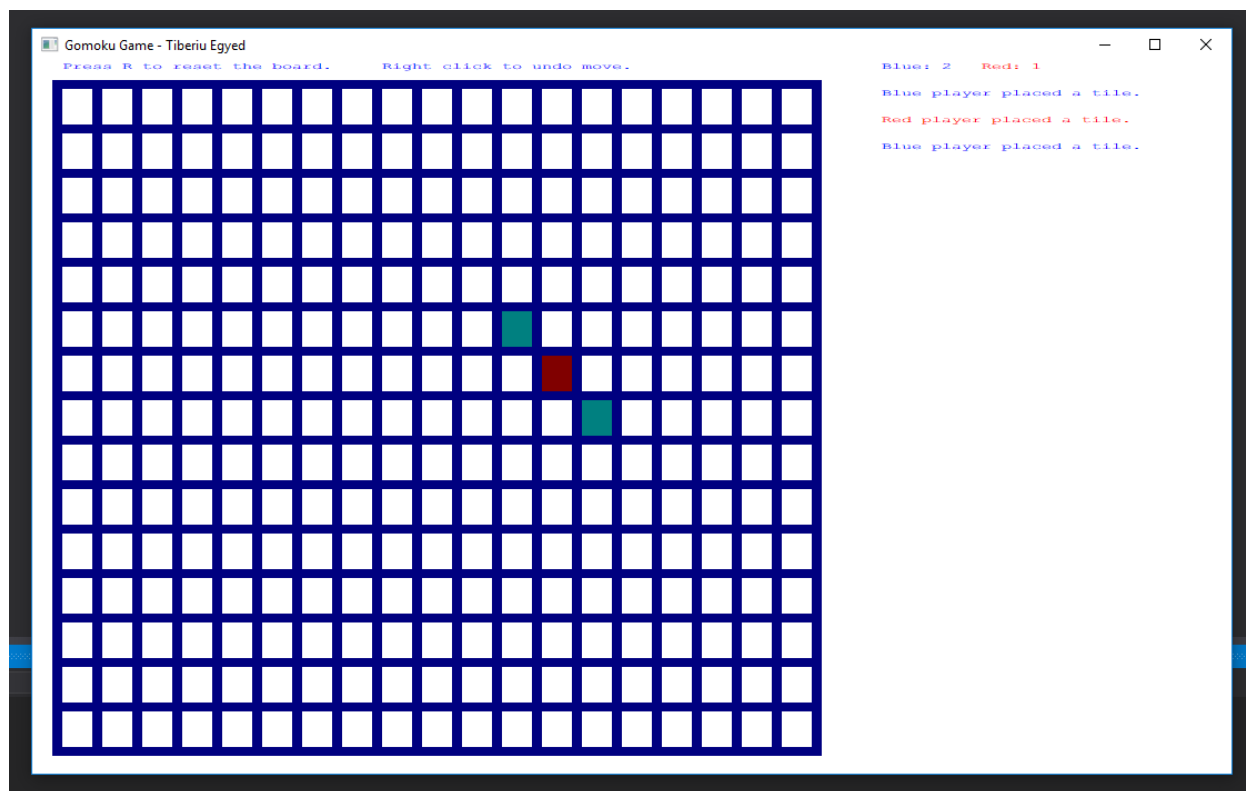 Gomoku Game - Tiberiu Egyed
Press R to reset the board. Right click to undo move.
Blue: 2 Red: 1
Blue player placed a tile.
Red player placed a tile.
Blue player placed a tile.